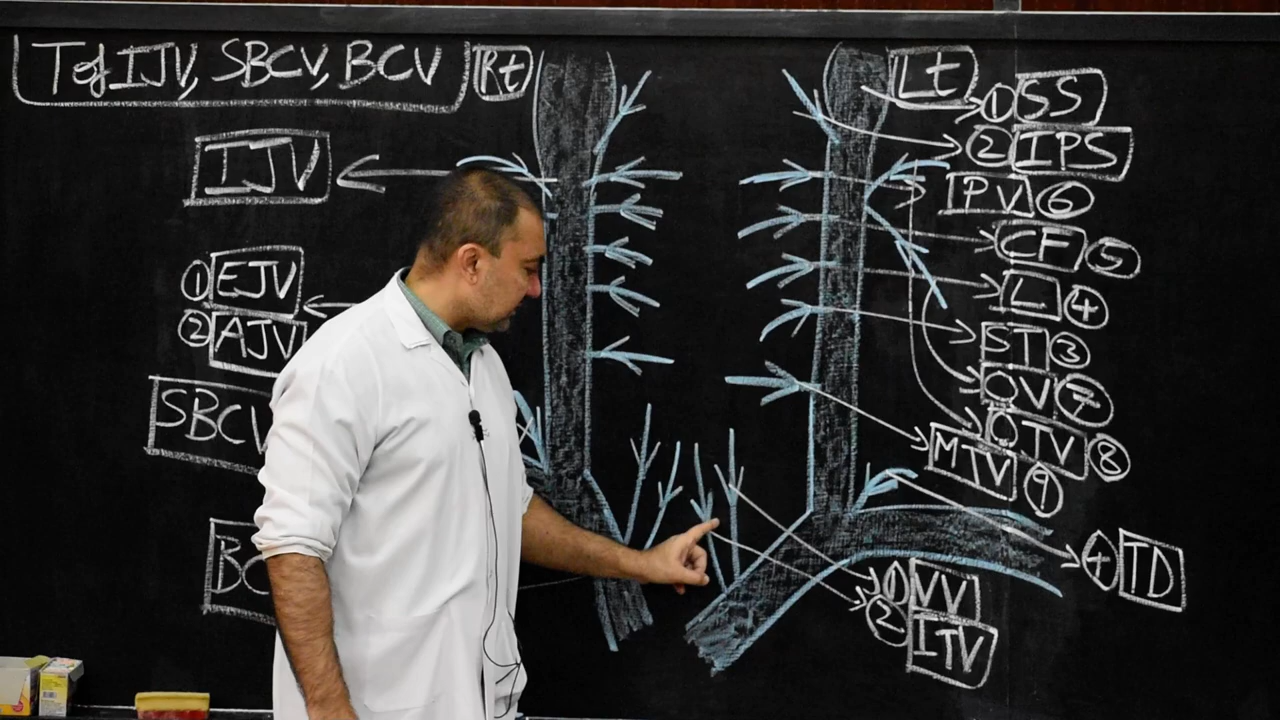 T of IJV, SBCV, BCV
Rt
IJV
① EJV
② AJV
SBCV
BC
Lt
① SS
② IPS
PV ⑥
CF ⑤
L ④
ST ③
OV ⑦
TV ⑧
MTV ⑨
+ TD
① VV
② ITV